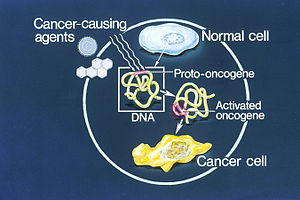 Cancer-causing
agents
Normal cell
Proto-oncogene
DNA
Activated
oncogene
Cancer cell